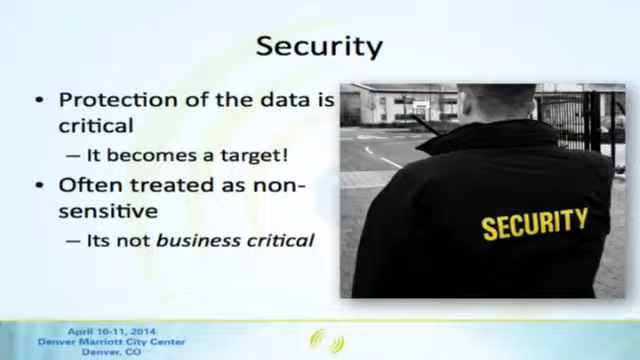 Security
• Protection of the data is
critical
– It becomes a target!
• Often treated as non-
sensitive
– Its not business critical
SECURITY
April 10-11, 2014
Denver Marriott City Center
Denver, CO